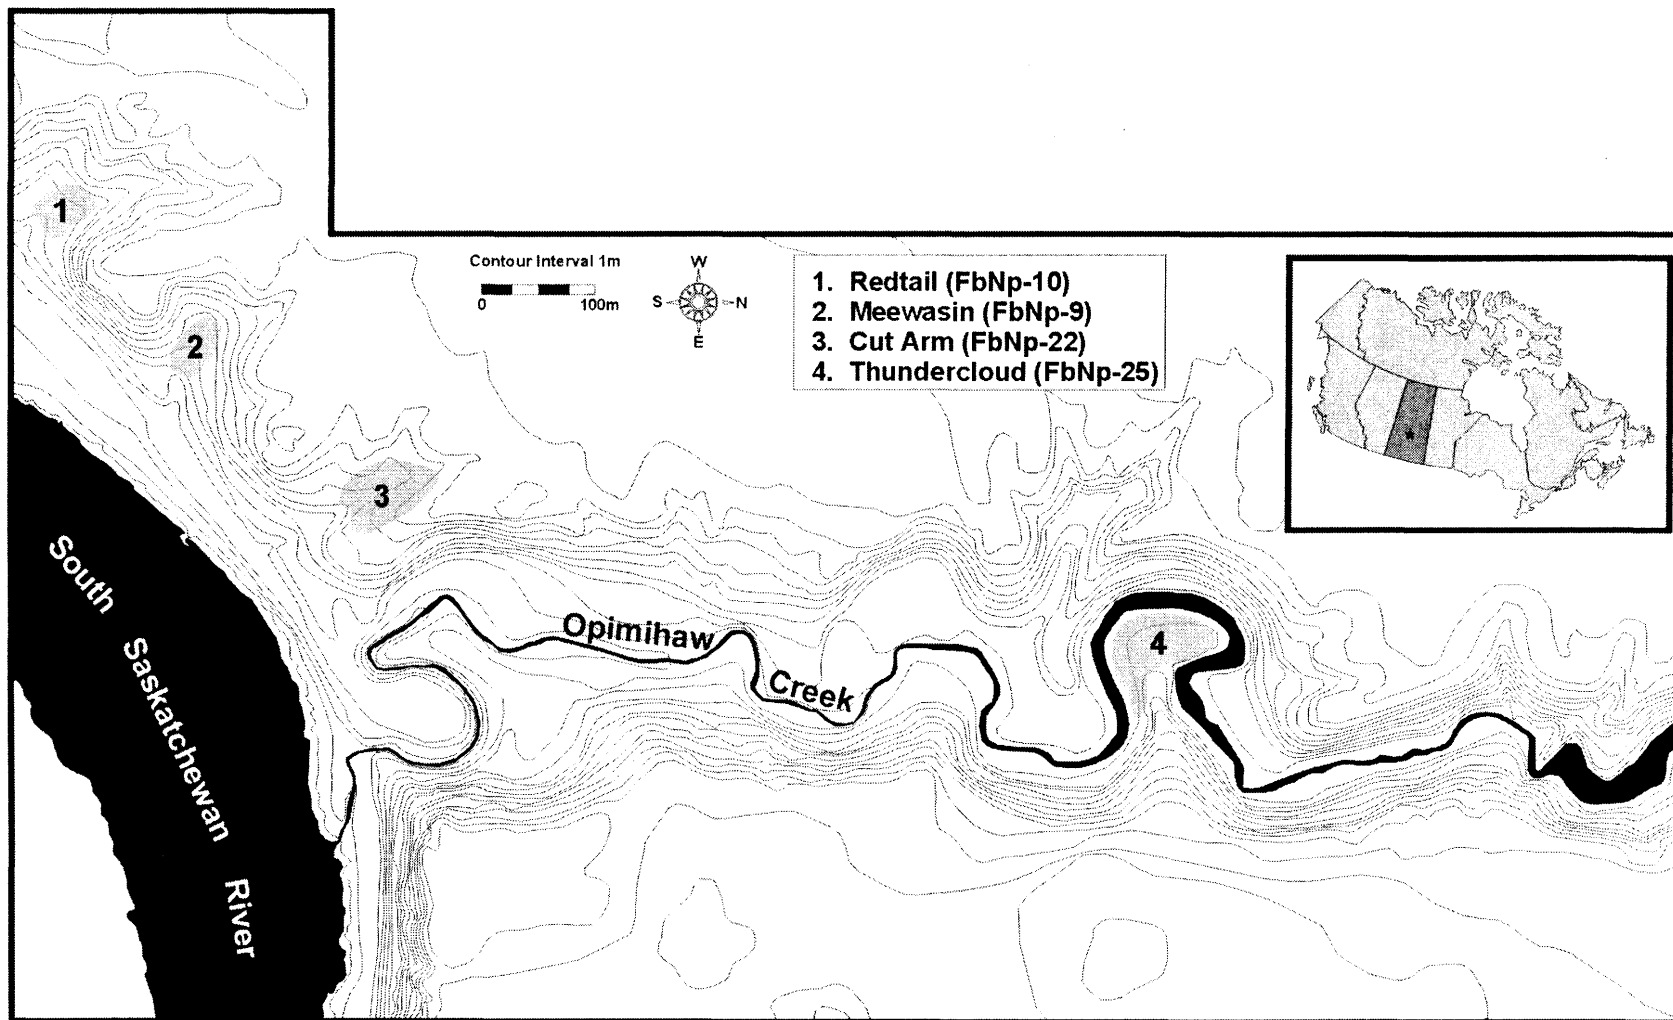 1
Contour Interval 1m
0 100m
W
S N
E
1. Redtail (FbNp-10)
2. Meewasin (FbNp-9)
3. Cut Arm (FbNp-22)
4. Thundercloud (FbNp-25)
2
3
South Saskatchewan River
Opimihaw Creek
4